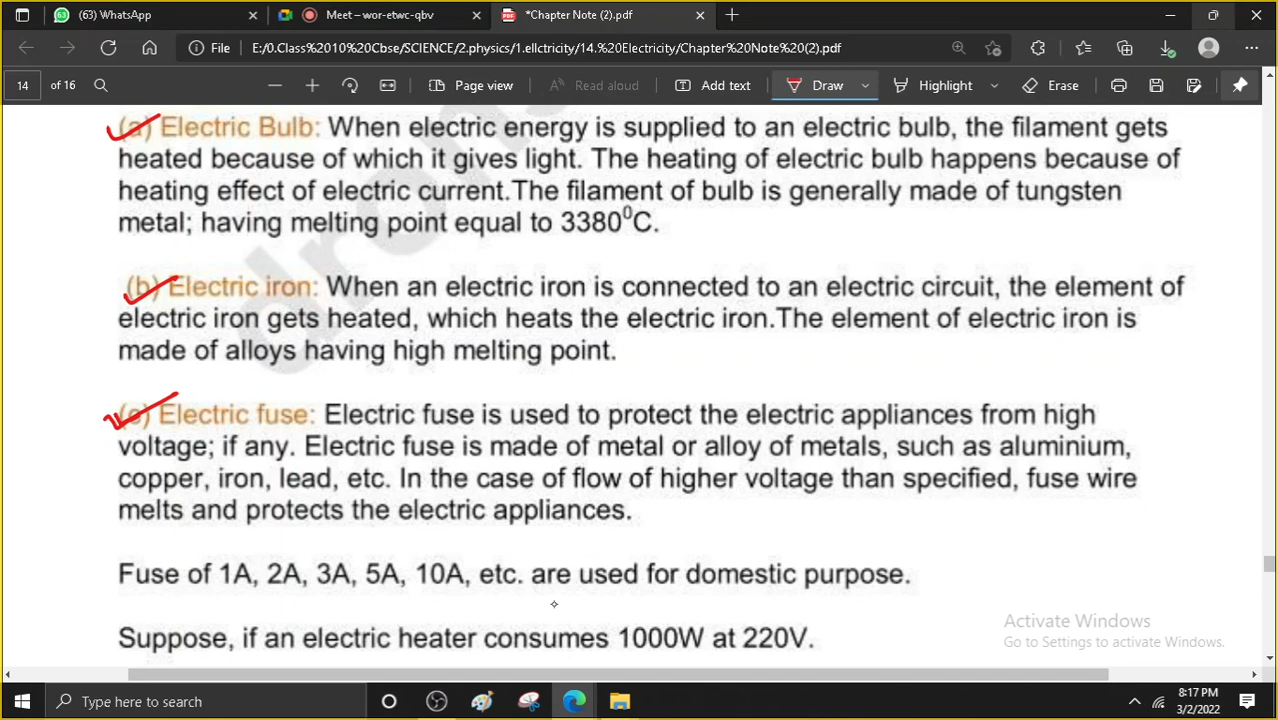 (63) WhatsApp
Meet – wor-etwc-qbv
*Chapter Note (2).pdf
File
E:/0.Class%2010%20Cbse/SCIENCE/2.physics/1.ellctricity/14.%20Electricity/Chapter%20Note%20(2).pdf
14 of 16
Page view
Read aloud
Add text
Draw
Highlight
Erase
(a) Electric Bulb: When electric energy is supplied to an electric bulb, the filament gets
heated because of which it gives light. The heating of electric bulb happens because of
heating effect of electric current.The filament of bulb is generally made of tungsten
metal; having melting point equal to 3380⁰C.
(b) Electric iron: When an electric iron is connected to an electric circuit, the element of
electric iron gets heated, which heats the electric iron.The element of electric iron is
made of alloys having high melting point.
(c) Electric fuse: Electric fuse is used to protect the electric appliances from high
voltage; if any. Electric fuse is made of metal or alloy of metals, such as aluminium,
copper, iron, lead, etc. In the case of flow of higher voltage than specified, fuse wire
melts and protects the electric appliances.
Fuse of 1A, 2A, 3A, 5A, 10A, etc. are used for domestic purpose.
Suppose, if an electric heater consumes 1000W at 220V.
Activate Windows
Go to Settings to activate Windows.
Type here to search
8:17 PM
3/2/2022